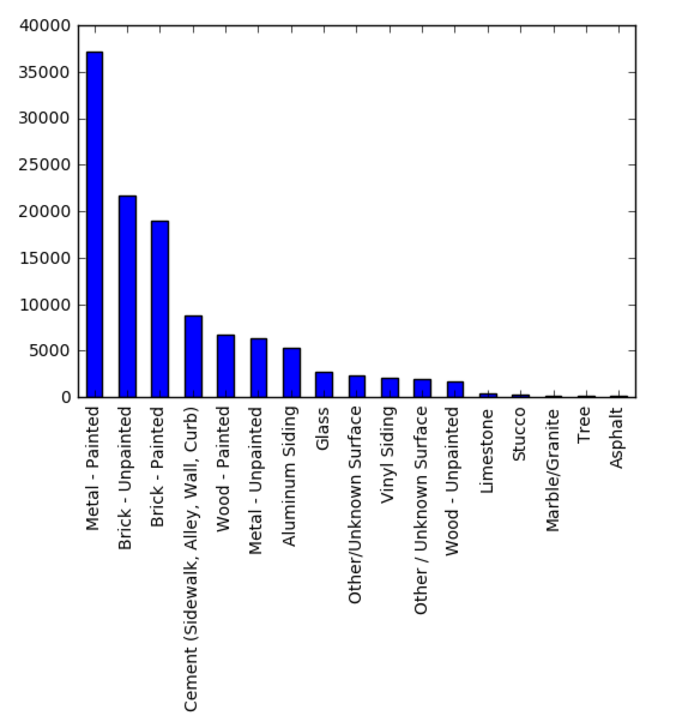 40000
35000
30000
25000
20000
15000
10000
5000
0
Metal - Painted
Brick - Unpainted
Brick - Painted
Cement (Sidewalk, Alley, Wall, Curb)
Wood - Painted
Metal - Unpainted
Aluminum Siding
Glass
Other/Unknown Surface
Vinyl Siding
Other / Unknown Surface
Wood - Unpainted
Limestone
Stucco
Marble/Granite
Tree
Asphalt